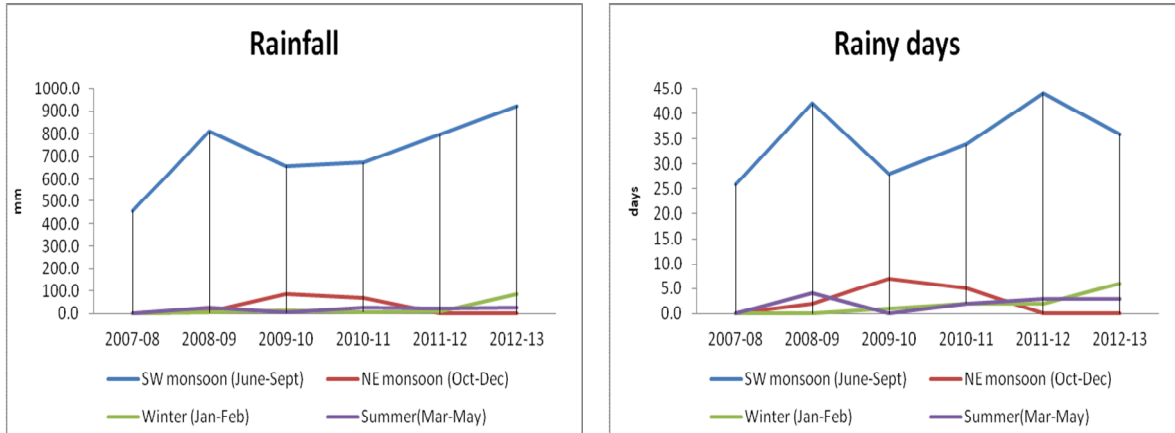 Rainfall
1000.0
900.0
800.0
700.0
600.0
500.0
400.0
300.0
200.0
100.0
0.0
mm
2007-08 2008-09 2009-10 2010-11 2011-12 2012-13
SW monsoon (June-Sept) NE monsoon (Oct-Dec)
Winter (Jan-Feb) Summer(Mar-May)
Rainy days
45.0
40.0
35.0
30.0
25.0
20.0
15.0
10.0
5.0
0.0
days
2007-08 2008-09 2009-10 2010-11 2011-12 2012-13
SW monsoon (June-Sept) NE monsoon (Oct-Dec)
Winter (Jan-Feb) Summer(Mar-May)